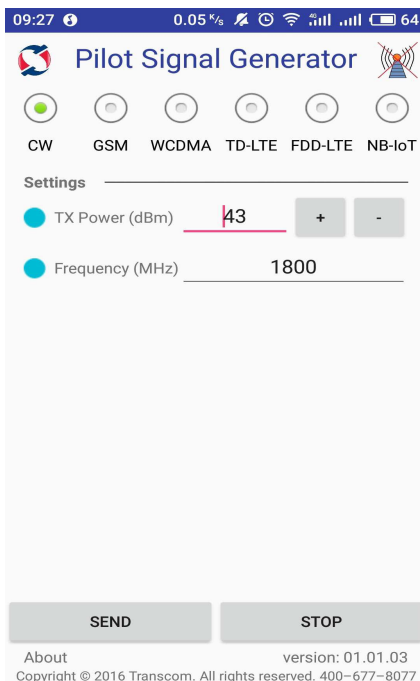 09:27 0.05 K/s 4G 64
Pilot Signal Generator
CW GSM WCDMA TD-LTE FDD-LTE NB-IoT
Settings
TX Power (dBm) 43 + -
Frequency (MHz) 1800
SEND STOP
About version: 01.01.03
Copyright © 2016 Transcom. All rights reserved. 400-677-8077